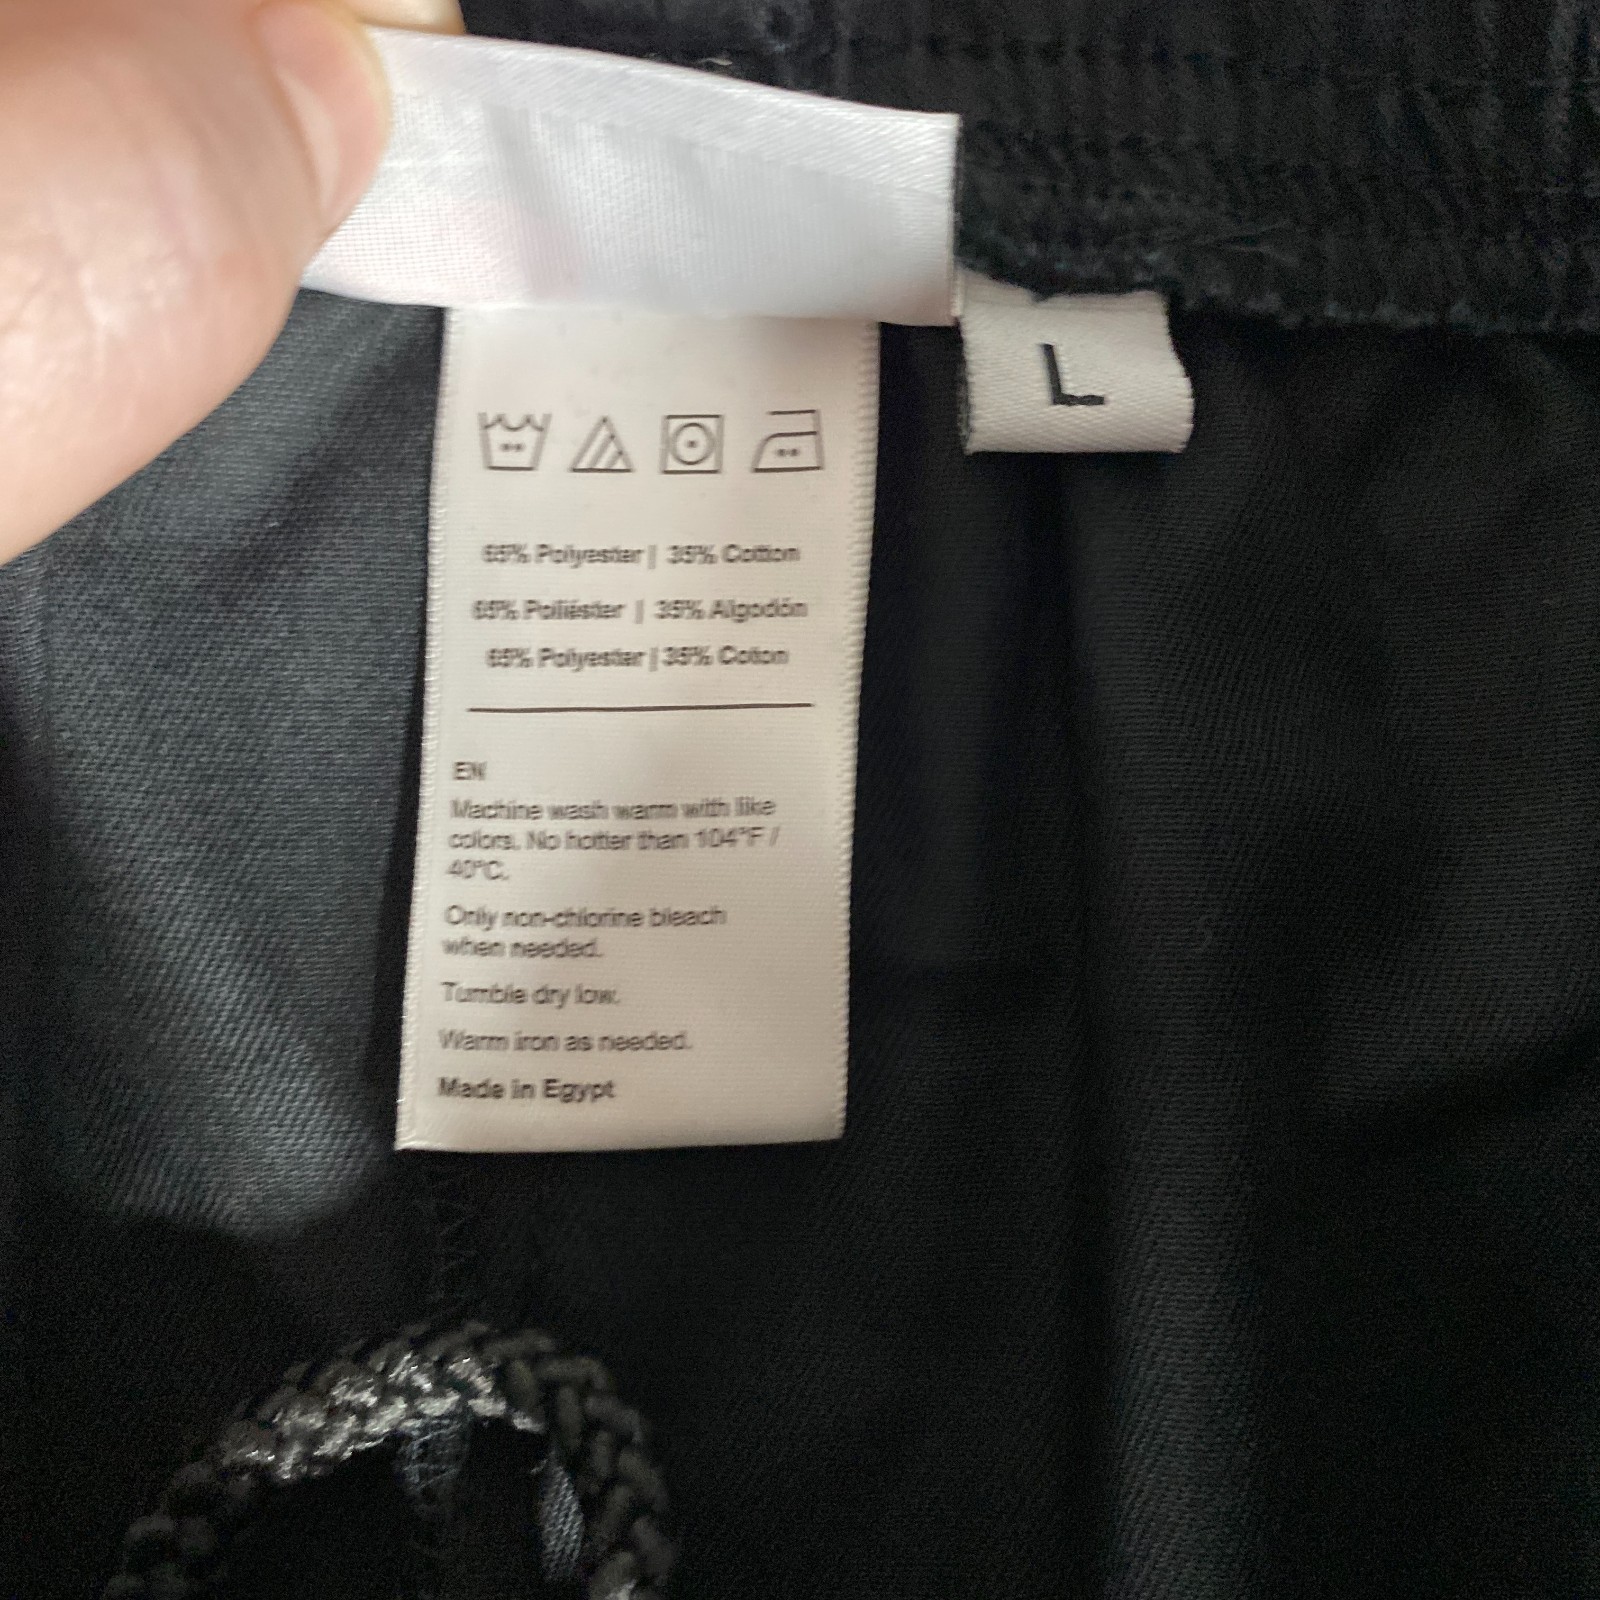 L
65% Polyester | 35% Cotton
65% Poliéster | 35% Algodón
65% Polyester | 35% Coton
EN
Machine wash warm with like
colors. No hotter than 104°F /
40°C.
Only non-chlorine bleach
when needed.
Tumble dry low.
Warm iron as needed.
Made in Egypt